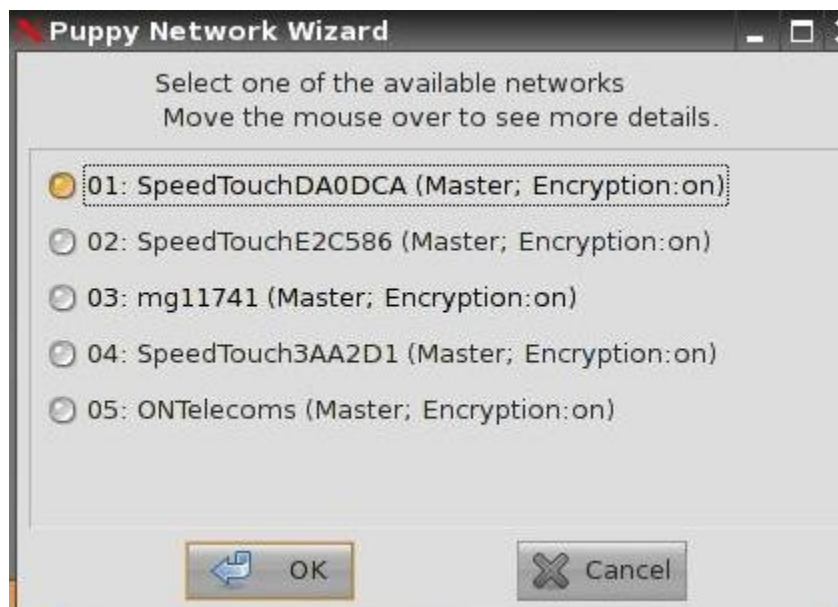 Puppy Network Wizard
Select one of the available networks
Move the mouse over to see more details.
01: SpeedTouchDA0DCA (Master; Encryption:on)
02: SpeedTouchE2C586 (Master; Encryption:on)
03: mg11741 (Master; Encryption:on)
04: SpeedTouch3AA2D1 (Master; Encryption:on)
05: ONTelecoms (Master; Encryption:on)
OK
Cancel